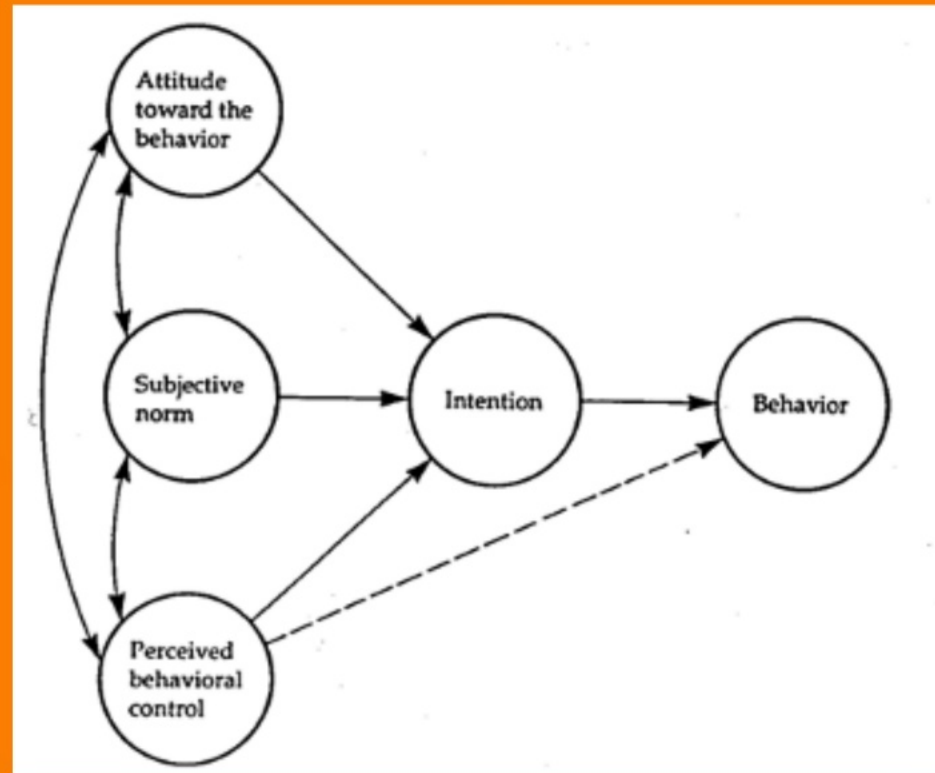 Attitude
toward the
behavior
Subjective
norm
Intention
Behavior
Perceived
behavioral
control